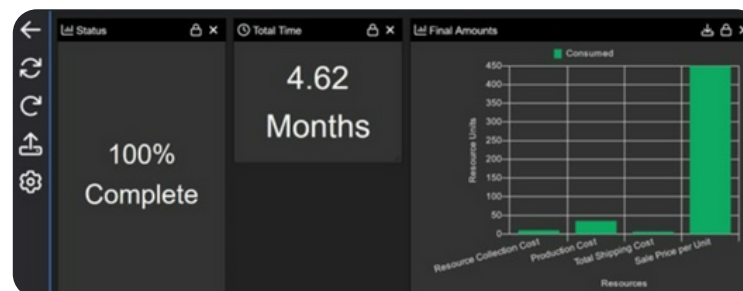 Status
100%
Complete
Total Time
4.62
Months
Final Amounts
Consumed
Resource Units
450
400
350
300
250
200
150
100
50
0
Resource Collection Cost
Production Cost
Total Shipping Cost
Sale Price per Unit
Resources